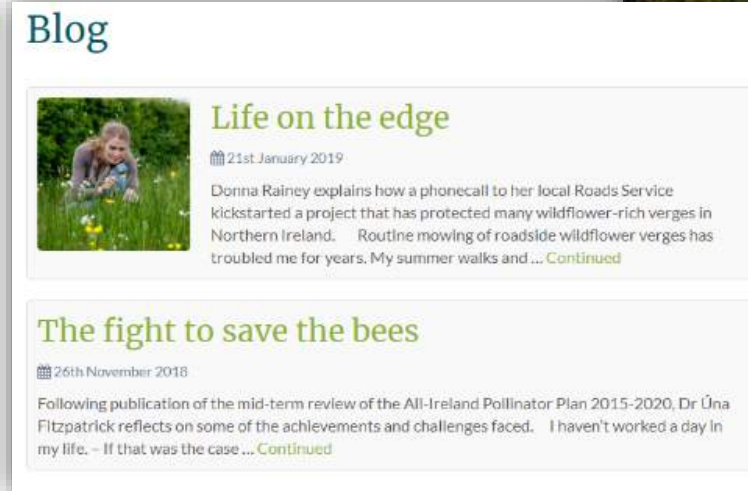 Blog
Life on the edge
21st January 2019
Donna Rainey explains how a phonecall to her local Roads Service
kickstarted a project that has protected many wildflower-rich verges in
Northern Ireland. Routine mowing of roadside wildflower verges has
troubled me for years. My summer walks and ... Continued
The fight to save the bees
26th November 2018
Following publication of the mid-term review of the All-Ireland Pollinator Plan 2015-2020, Dr Úna
Fitzpatrick reflects on some of the achievements and challenges faced. I haven't worked a day in
my life. – If that was the case ... Continued